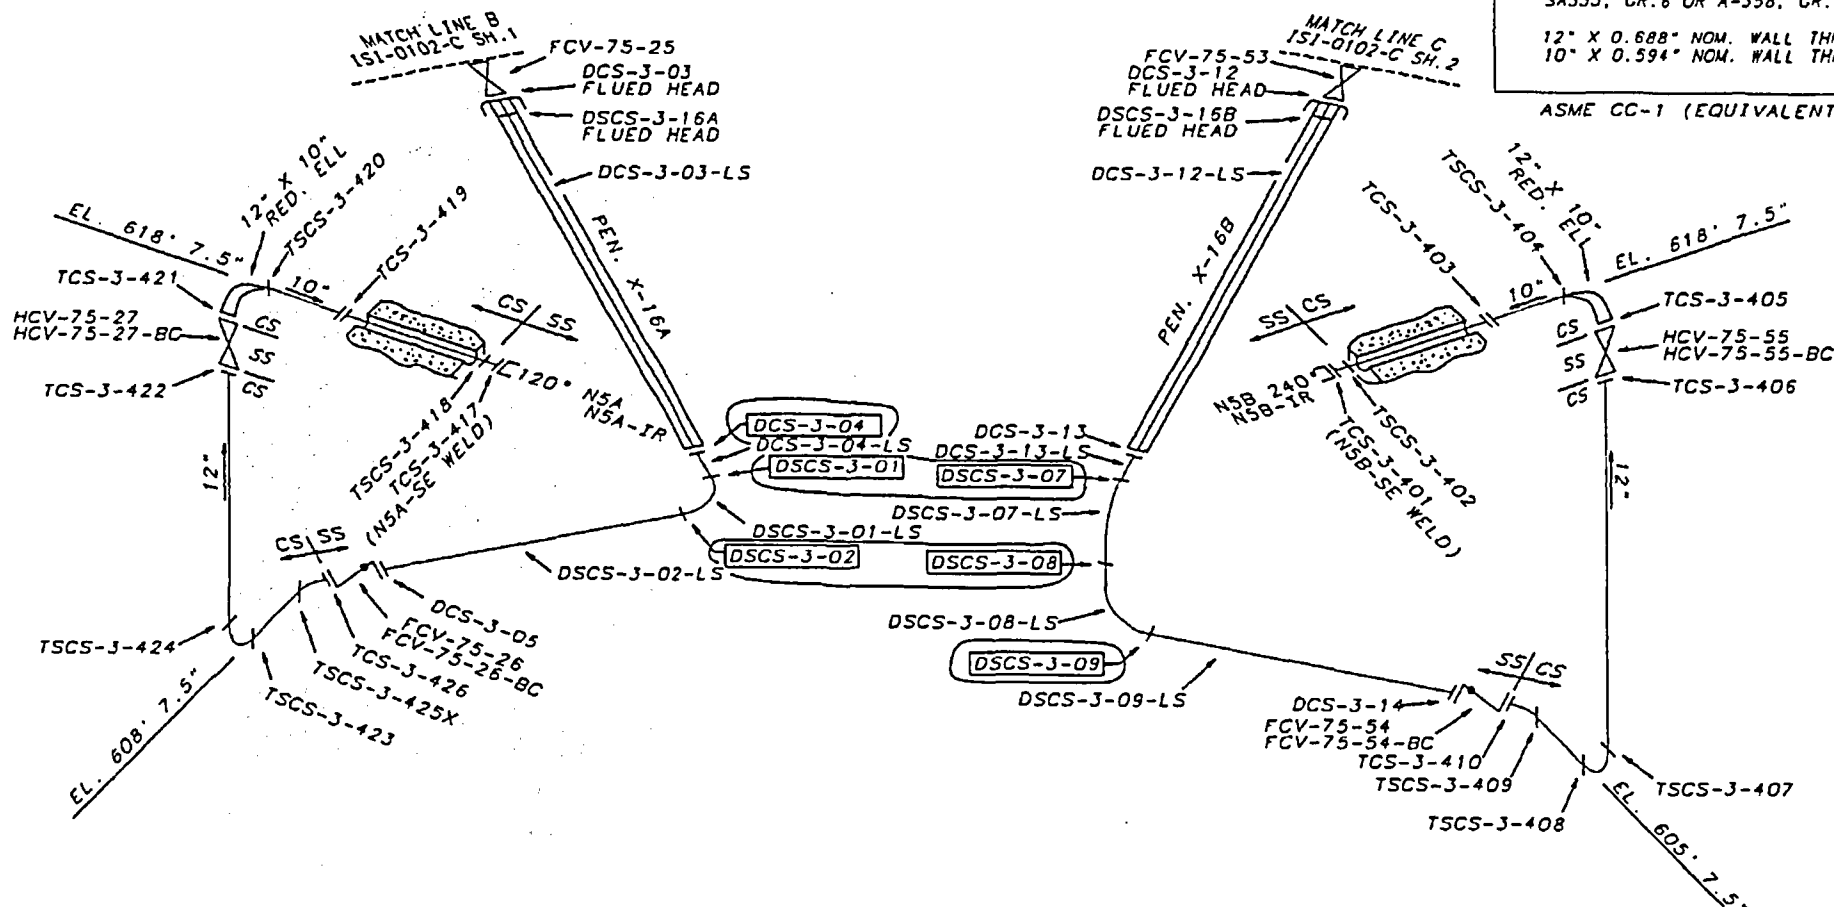 SA333, GR.6 OR A-358, GR.
12" X 0.688" NOM. WALL
10" X 0.594" NOM. WALL
ASME CC-1 (EQUIVALENT
MATCH LINE B
ISI-0102-C SH.1
FCV-75-25
DCS-3-03
FLUED HEAD
DSCS-3-16A
FLUED HEAD
DCS-3-03-LS
PEN. X-16A
12" X 10"
RED. ELL
TSCS-3-420
TCS-3-419
EL. 618' 7.5"
10"
TCS-3-421
HCV-75-27
HCV-75-27-BC
TCS-3-422
CS
SS
CS
CS
SS
120°
N5A
N5A-IR
TSCS-3-418
TCS-3-417
(N5A-SE WELD)
12"
CS
SS
TSCS-3-424
EL. 608' 7.5"
TSCS-3-423
TSCS-3-425X
TCS-3-426
FCV-75-26
FCV-75-26-BC
DCS-3-05
DSCS-3-02-LS
DCS-3-04
DCS-3-04-LS
DSCS-3-01
DSCS-3-01-LS
DSCS-3-02
MATCH LINE C
ISI-0102-C SH.2
FCV-75-53
DCS-3-12
FLUED HEAD
DSCS-3-16B
FLUED HEAD
DCS-3-12-LS
PEN. X-16B
TCS-3-403
TSCS-3-404
12" X 10"
RED. ELL
EL. 618' 7.5"
10"
TCS-3-405
HCV-75-55
HCV-75-55-BC
TCS-3-406
CS
SS
CS
SS
CS
N5B 240°
N5B-IR
TSCS-3-402
TCS-3-401
(N5B-SE WELD)
12"
DCS-3-13
DCS-3-13-LS
DSCS-3-07
DSCS-3-07-LS
DSCS-3-08
DSCS-3-08-LS
DSCS-3-09
DSCS-3-09-LS
SS
CS
DCS-3-14
FCV-75-54
FCV-75-54-BC
TCS-3-410
TSCS-3-409
TSCS-3-408
TSCS-3-407
EL. 605' 7.5"